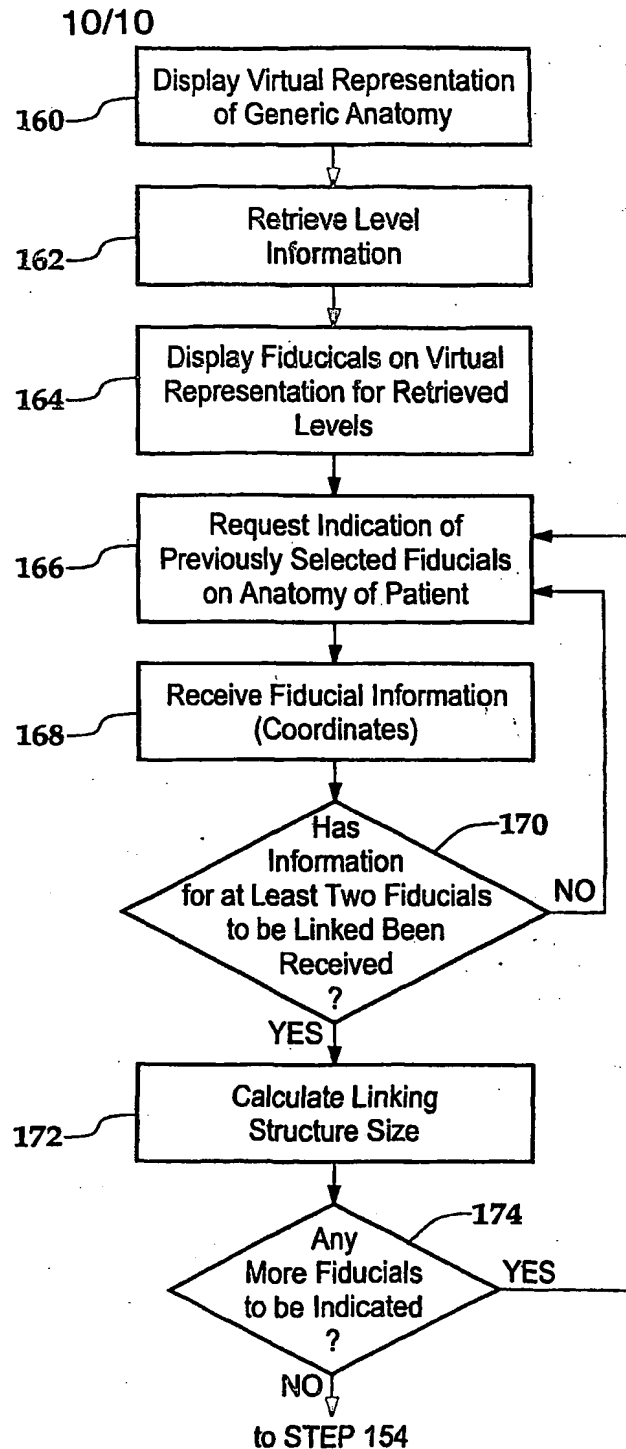 10/10
Display Virtual Representation
of Generic Anatomy
160
Retrieve Level
Information
162
Display Fiducicals on Virtual
Representation for Retrieved
Levels
164
Request Indication of
Previously Selected Fiducials
on Anatomy of Patient
166
Receive Fiducial Information
(Coordinates)
168
Has
Information
for at Least Two Fiducials
to be Linked Been
Received
?
170
NO
YES
Calculate Linking
Structure Size
172
Any
More Fiducials
to be Indicated
?
174
YES
NO
to STEP 154